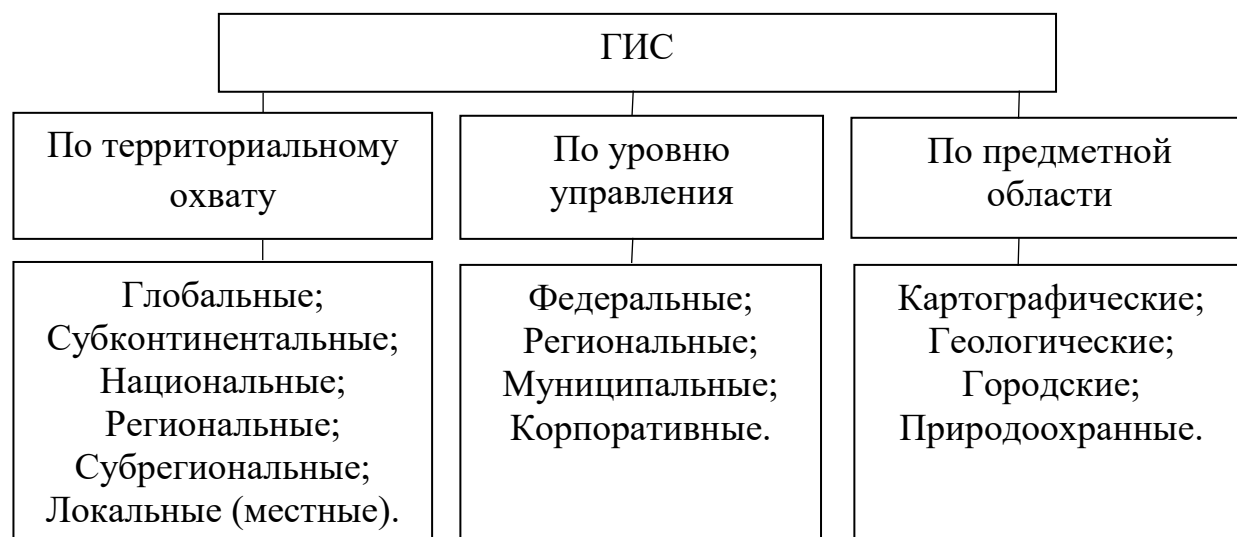 ГИС
По территориальному
охвату
По уровню
управления
По предметной
области
Глобальные;
Субконтинентальные;
Национальные;
Региональные;
Субрегиональные;
Локальные (местные).
Федеральные;
Региональные;
Муниципальные;
Корпоративные.
Картографические;
Геологические;
Городские;
Природоохранные.